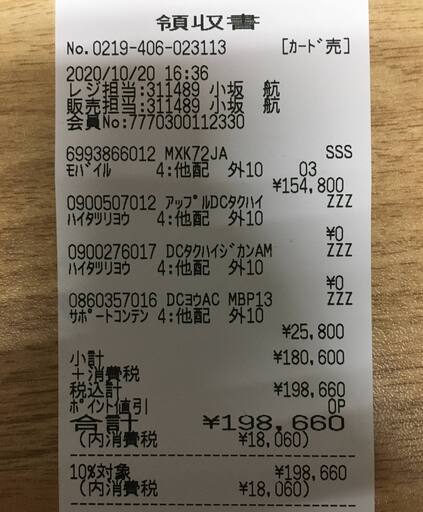 領収書
No.0219-406-023113 [ｶｰﾄﾞ売]
2020/10/20 16:36
レジ担当:311489 小坂 航
販売担当:311489 小坂 航
会員No:7770300112330
6993866012 MXK72JA SSS
ﾓﾊﾞｲﾙ 4:他配 外10 03
¥154,800
0900507012 ｱｯﾌﾟﾙDCﾀｸﾊｲ ZZZ
ﾊｲﾀﾂﾘﾖｳ 4:他配 外10
¥0
0900276017 DCﾀｸﾊｲｼﾞｶﾝAM ZZZ
ﾊｲﾀﾂﾘﾖｳ 4:他配 外10
¥0
0860357016 DCﾖｳAC MBP13 ZZZ
ｻﾎﾟｰﾄｺﾝﾃﾝ 4:他配 外10
¥25,800
小計 ¥180,600
+消費税
税込計 ¥198,660
ﾎﾟｲﾝﾄ値引 0P
合計 ¥198,660
(内消費税 ¥18,060)
10%対象 ¥198,660
(内消費税 ¥18,060)